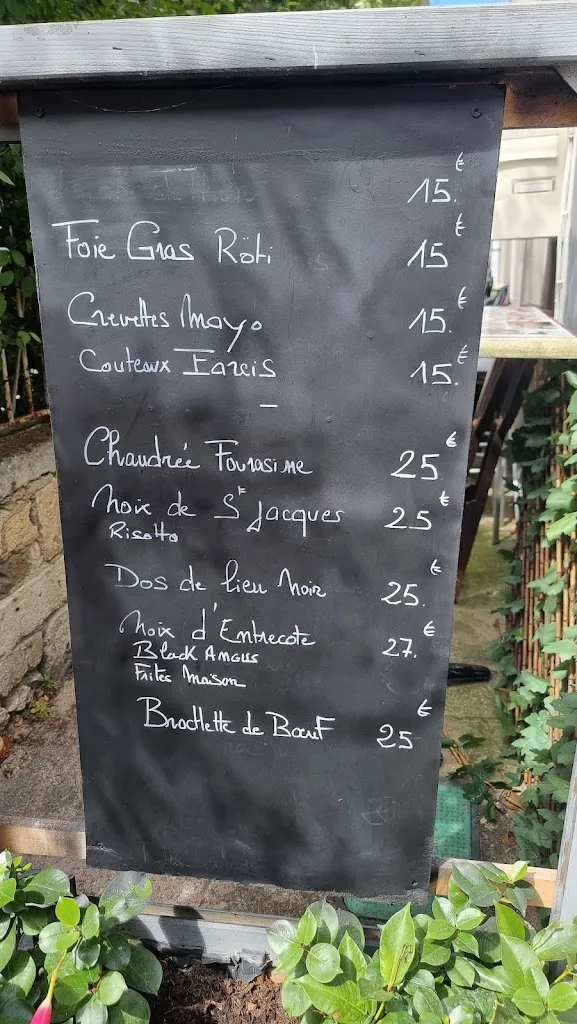 15.€
Foie Gras Rôti 15€
Crevettes Mayo 15.€
Couteaux Farcis 15.€
—
Chaudrée Fourasine 25€
Noix de St Jacques 25€
Risotto
Dos de lieu Noir 25.€
Noix d'Entrecote 27.€
Black Angus
Frites Maison
Brochette de Bœuf 25€